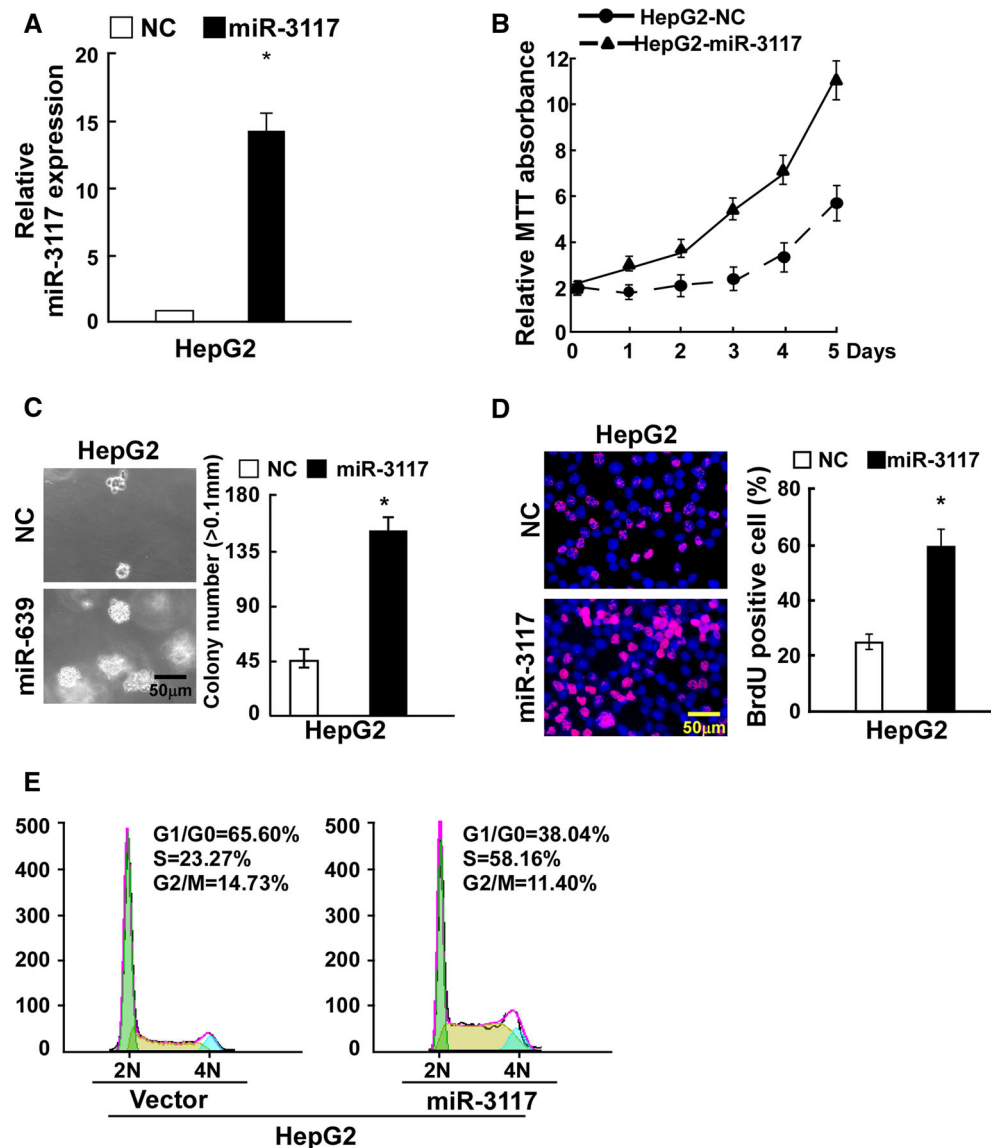 A
NC miR-3117
Relative
miR-3117 expression
20
15
10
5
0
*
HepG2
B
HepG2-NC
HepG2-miR-3117
Relative MTT absorbance
12
10
8
6
4
2
0 1 2 3 4 5 Days
C
HepG2
NC
miR-639
50μm
NC miR-3117
Colony number (>0.1mm)
180
135
90
45
0
*
HepG2
D
HepG2
NC
miR-3117
50μm
NC miR-3117
BrdU positive cell (%)
80
60
40
20
0
*
HepG2
E
500
400
300
200
100
0
G1/G0=65.60%
S=23.27%
G2/M=14.73%
2N 4N
Vector
500
400
300
200
100
0
G1/G0=38.04%
S=58.16%
G2/M=11.40%
2N 4N
miR-3117
HepG2